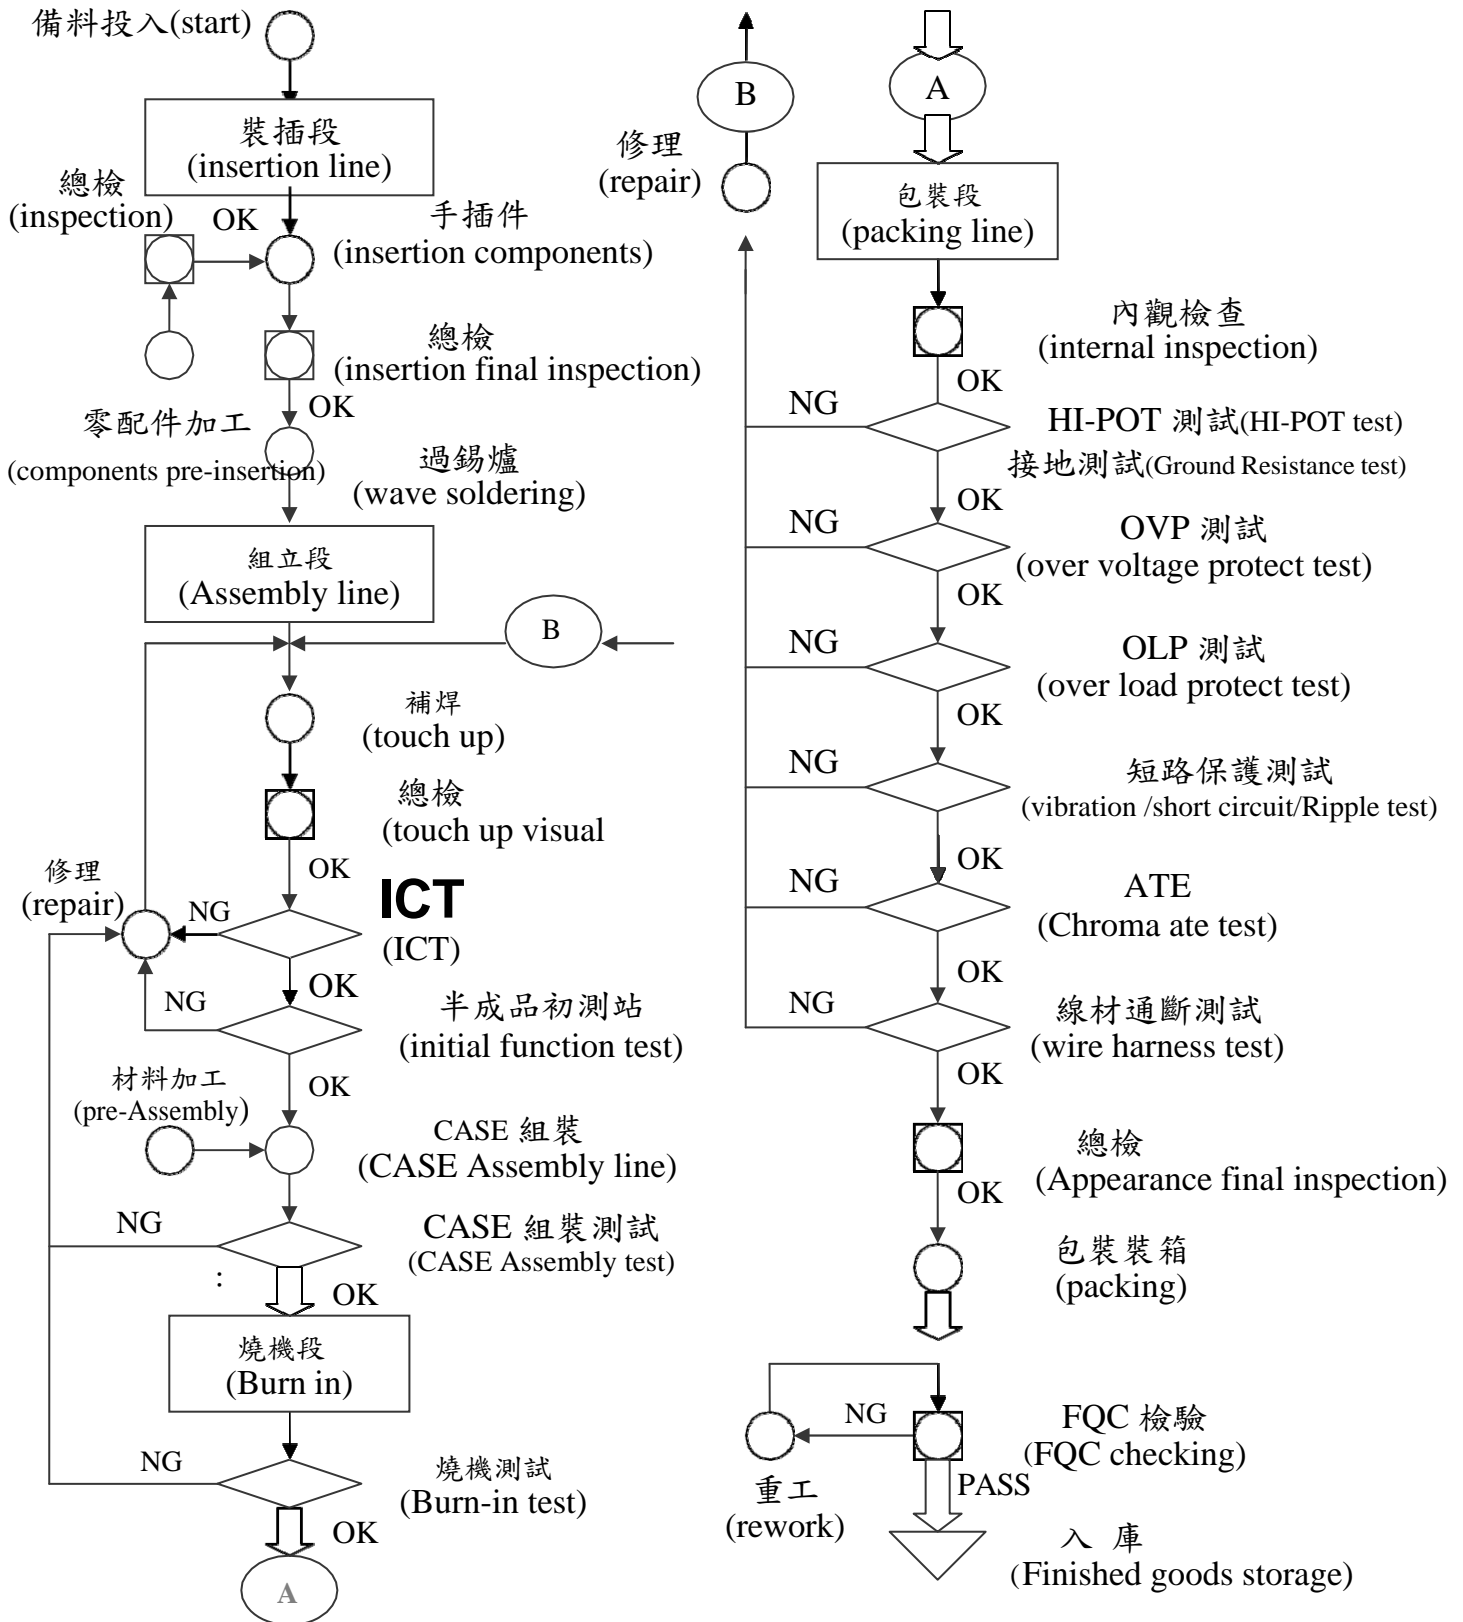 備料投入(start)
裝插段
(insertion line)
總檢
(inspection)
OK
手插件
(insertion components)
總檢
(insertion final inspection)
OK
零配件加工
(components pre-insertion)
過錫爐
(wave soldering)
組立段
(Assembly line)
B
補焊
(touch up)
總檢
(touch up visual
OK
修理
(repair)
NG
ICT
(ICT)
OK
NG
半成品初測站
(initial function test)
OK
材料加工
(pre-Assembly)
CASE 組裝
(CASE Assembly line)
NG
CASE 組裝測試
(CASE Assembly test)
:
OK
燒機段
(Burn in)
NG
燒機測試
(Burn-in test)
OK
A
B
修理
(repair)
A
包裝段
(packing line)
內觀檢查
(internal inspection)
OK
NG
HI-POT 測試(HI-POT test)
接地測試(Ground Resistance test)
OK
NG
OVP 測試
(over voltage protect test)
OK
NG
OLP 測試
(over load protect test)
OK
NG
短路保護測試
(vibration /short circuit/Ripple test)
OK
NG
ATE
(Chroma ate test)
OK
NG
線材通斷測試
(wire harness test)
OK
總檢
(Appearance final inspection)
OK
包裝裝箱
(packing)
NG
FQC 檢驗
(FQC checking)
重工
(rework)
PASS
入 庫
(Finished goods storage)